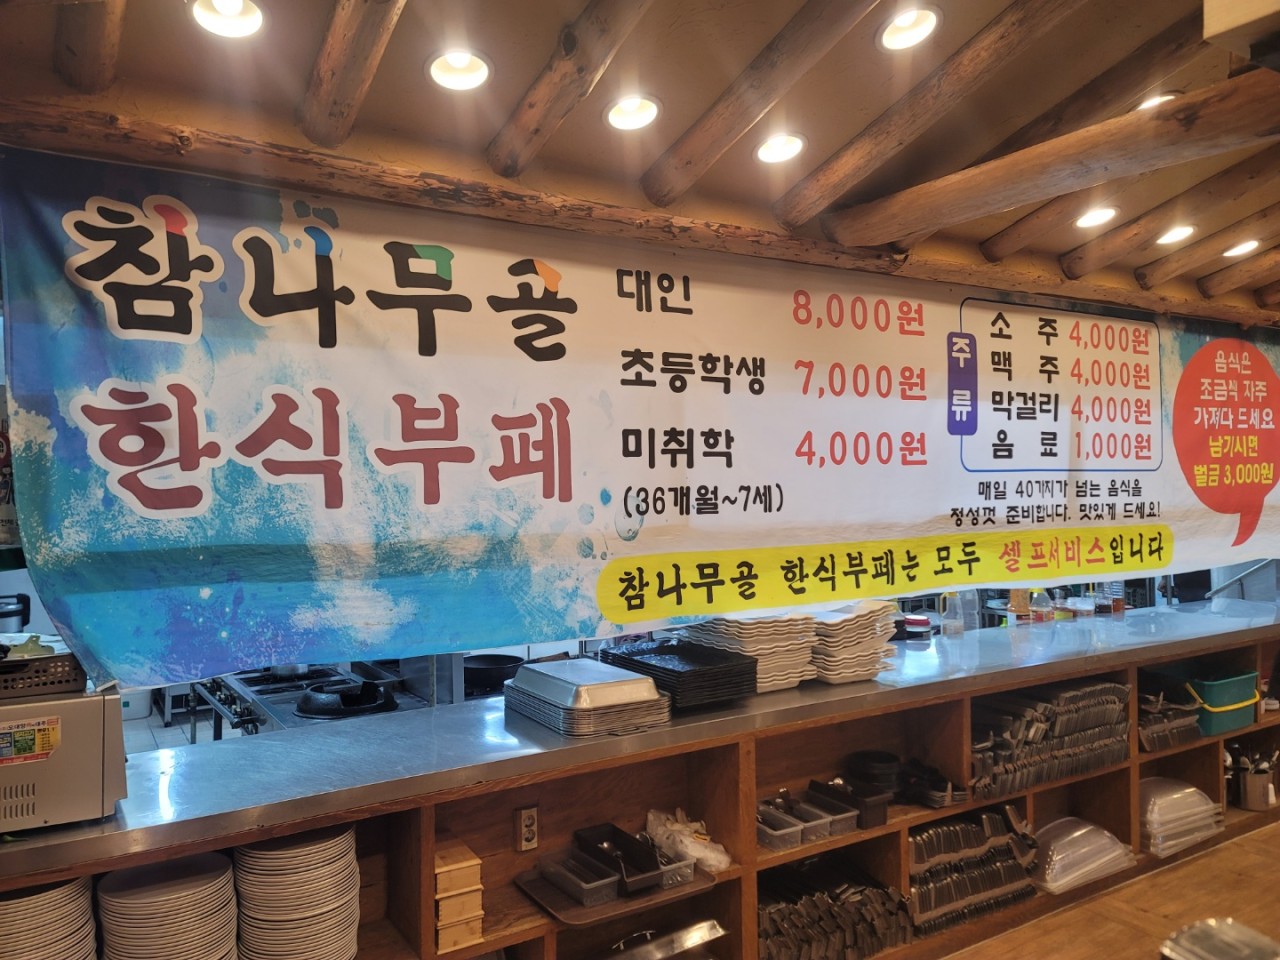 참나무골
한식부페
대인 8,000원
초등학생 7,000원
미취학 4,000원
(36개월~7세)
주류
소주 4,000원
맥주 4,000원
막걸리 4,000원
음료 1,000원
매일 40가지가 넘는 음식을
정성껏 준비합니다. 맛있게 드세요!
참나무골 한식부페는 모두 셀프서비스입니다
음식은
조금씩 자주
가져다 드세요
남기시면
벌금 3,000원